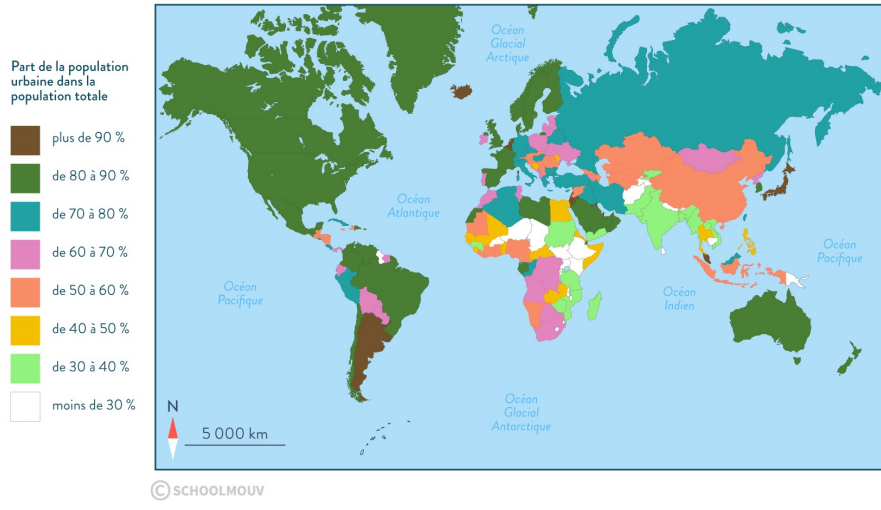 Part de la population
urbaine dans la
population totale
plus de 90 %
de 80 à 90 %
de 70 à 80 %
de 60 à 70 %
de 50 à 60 %
de 40 à 50 %
de 30 à 40 %
moins de 30 %
Océan
Glacial
Arctique
Océan
Atlantique
Océan
Pacifique
Océan
Pacifique
Océan
Indien
Océan
Glacial
Antarctique
N
5 000 km
© SCHOOLMOUV